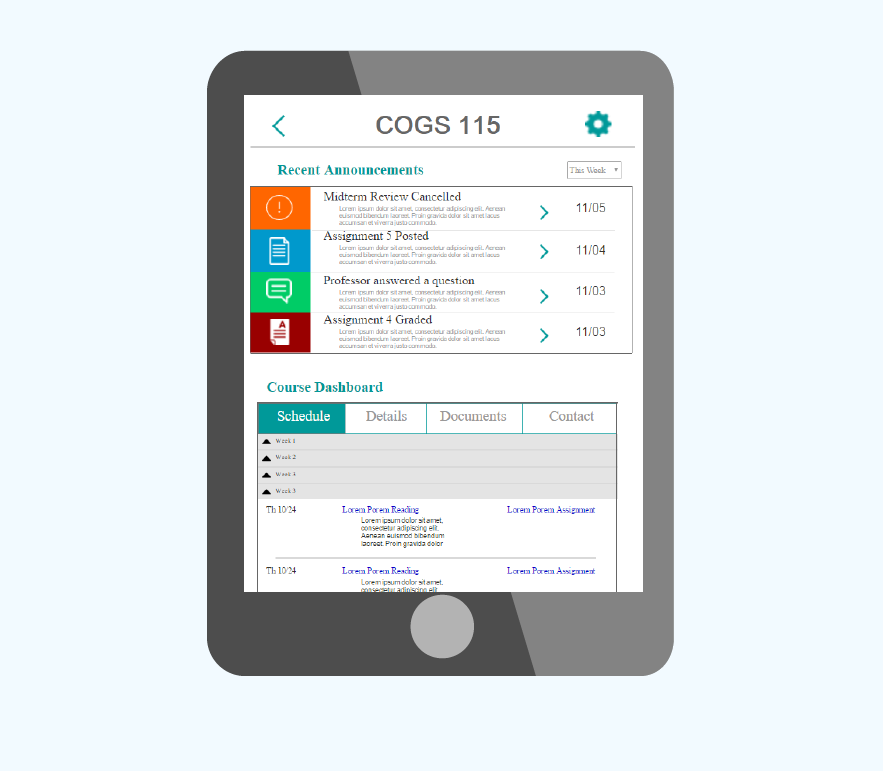 COGS 115
Recent Announcements
This Week
Midterm Review Cancelled
Lorem ipsum dolor sit amet, consectetur adipiscing elit. Aenean
euismod bibendum laoreet. Proin gravida dolor sit amet lacus
accumsan et viverra justo commodo.
11/05
Assignment 5 Posted
Lorem ipsum dolor sit amet, consectetur adipiscing elit. Aenean
euismod bibendum laoreet. Proin gravida dolor sit amet lacus
accumsan et viverra justo commodo.
11/04
Professor answered a question
Lorem ipsum dolor sit amet, consectetur adipiscing elit. Aenean
euismod bibendum laoreet. Proin gravida dolor sit amet lacus
accumsan et viverra justo commodo.
11/03
A
Assignment 4 Graded
Lorem ipsum dolor sit amet, consectetur adipiscing elit. Aenean
euismod bibendum laoreet. Proin gravida dolor sit amet lacus
accumsan et viverra justo commodo.
11/03
Course Dashboard
Schedule Details Documents Contact
Week 1
Week 2
Week
Week 3
Th 10/24 Lorem Porem Reading Lorem Porem Assignment
Lorem ipsum dolor sit amet,
consectetur adipiscing elit.
Aenean euismod bibendum
laoreet. Proin gravida dolor
Th 10/24 Lorem Porem Reading Lorem Porem Assignment
Lorem ipsum dolor sit amet,
consectetur adipiscing elit.